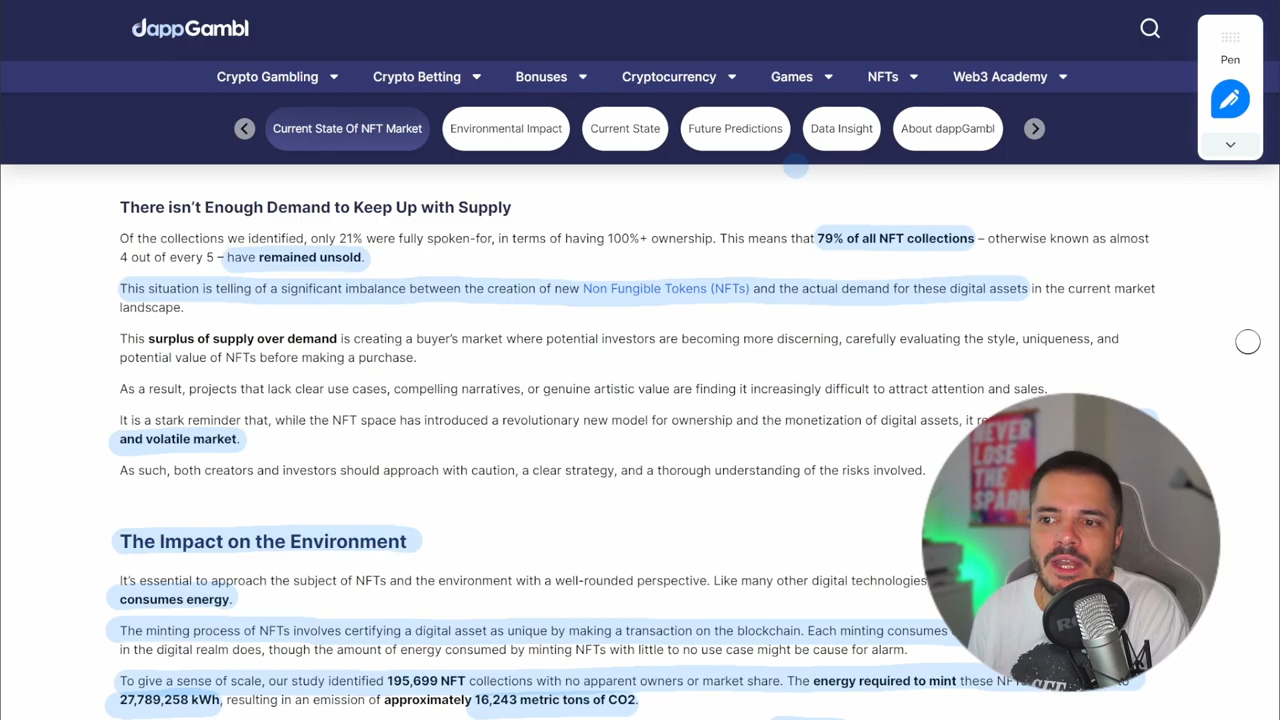 dappGambl
Pen
Crypto Gambling Crypto Betting Bonuses Cryptocurrency Games NFTs Web3 Academy
Current State Of NFT Market Environmental Impact Current State Future Predictions Data Insight About dappGambl
There isn't Enough Demand to Keep Up with Supply
Of the collections we identified, only 21% were fully spoken-for, in terms of having 100%+ ownership. This means that 79% of all NFT collections – otherwise known as almost
4 out of every 5 – have remained unsold.
This situation is telling of a significant imbalance between the creation of new Non Fungible Tokens (NFTs) and the actual demand for these digital assets in the current market
landscape.
This surplus of supply over demand is creating a buyer's market where potential investors are becoming more discerning, carefully evaluating the style, uniqueness, and
potential value of NFTs before making a purchase.
As a result, projects that lack clear use cases, compelling narratives, or genuine artistic value are finding it increasingly difficult to attract attention and sales.
It is a stark reminder that, while the NFT space has introduced a revolutionary new model for ownership and the monetization of digital assets, it
and volatile market.
As such, both creators and investors should approach with caution, a clear strategy, and a thorough understanding of the risks involved.
NEVER
LOSE
THE
SPARK
The Impact on the Environment
It's essential to approach the subject of NFTs and the environment with a well-rounded perspective. Like many other digital technologies
consumes energy.
The minting process of NFTs involves certifying a digital asset as unique by making a transaction on the blockchain. Each minting consumes
in the digital realm does, though the amount of energy consumed by minting NFTs with little to no use case might be cause for alarm.
To give a sense of scale, our study identified 195,699 NFT collections with no apparent owners or market share. The energy required to mint these
27,789,258 kWh, resulting in an emission of approximately 16,243 metric tons of CO2.